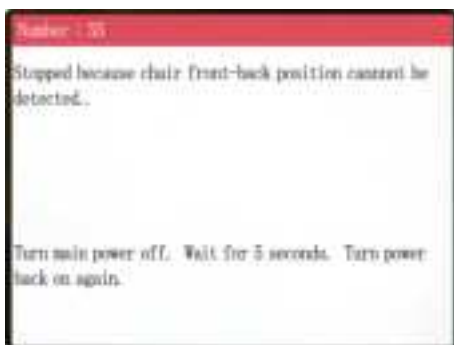 Number : 55
Stopped because chair front-back position cannot be
detected.
Turn main power off. Wait for 5 seconds. Turn power
back on again.